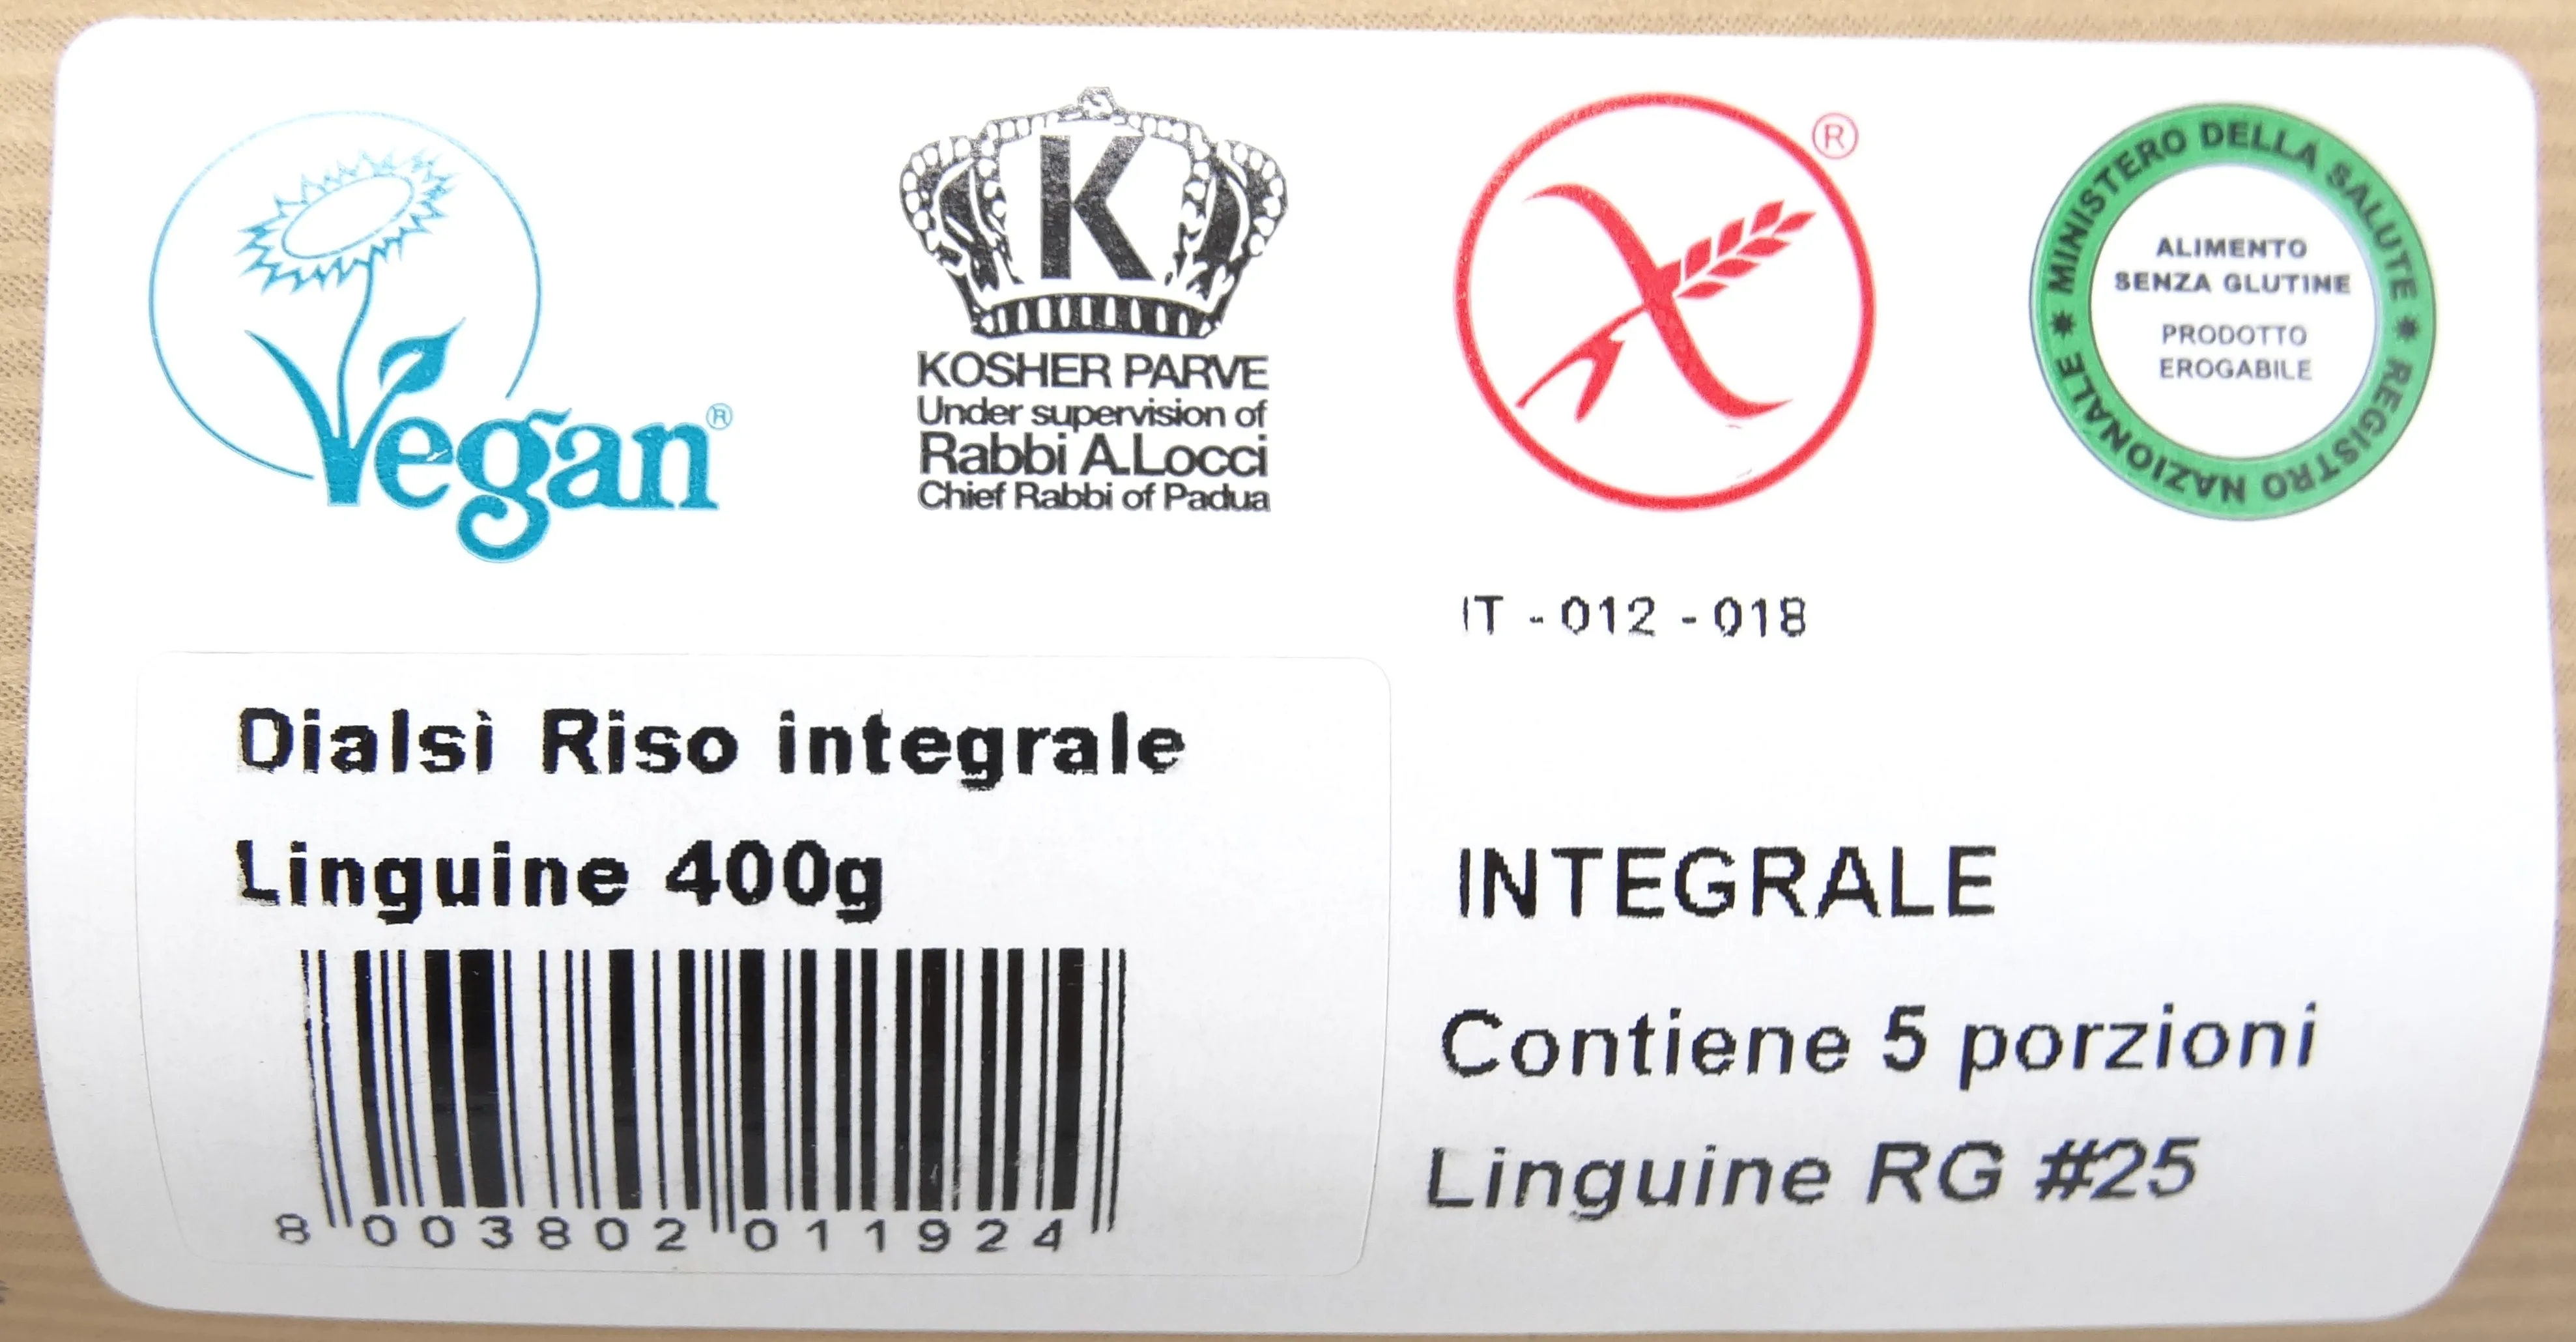 Vegan®
K
KOSHER PARVE
Under supervision of
Rabbi A.Locci
Chief Rabbi of Padua
®
IT - 012 - 018
MINISTERO DELLA SALUTE * REGISTRO NAZIONALE *
ALIMENTO
SENZA GLUTINE
PRODOTTO
EROGABILE
Dialsì Riso integrale
Linguine 400g
8 003802 011924
INTEGRALE
Contiene 5 porzioni
Linguine RG #25